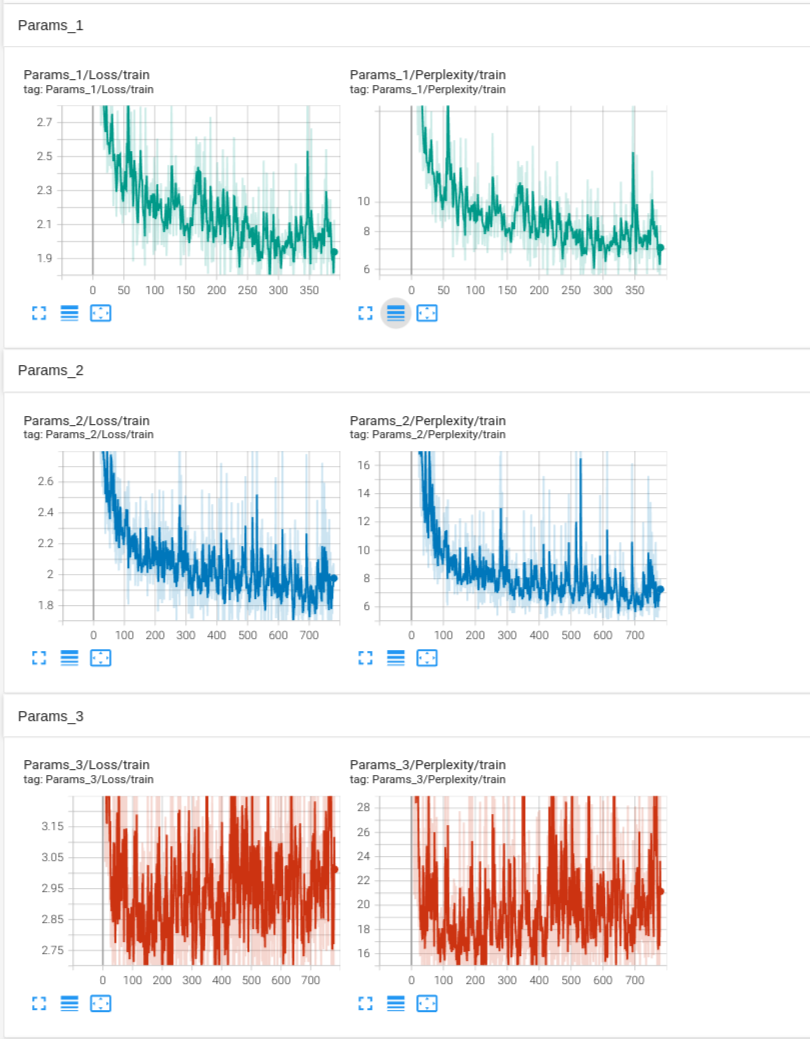 Params_1
Params_1/Loss/train
tag: Params_1/Loss/train
2.7
2.5
2.3
2.1
1.9
0 50 100 150 200 250 300 350
Params_1/Perplexity/train
tag: Params_1/Perplexity/train
10
8
6
0 50 100 150 200 250 300 350
Params_2
Params_2/Loss/train
tag: Params_2/Loss/train
2.6
2.4
2.2
2
1.8
0 100 200 300 400 500 600 700
Params_2/Perplexity/train
tag: Params_2/Perplexity/train
16
14
12
10
8
6
0 100 200 300 400 500 600 700
Params_3
Params_3/Loss/train
tag: Params_3/Loss/train
3.15
3.05
2.95
2.85
2.75
0 100 200 300 400 500 600 700
Params_3/Perplexity/train
tag: Params_3/Perplexity/train
28
26
24
22
20
18
16
0 100 200 300 400 500 600 700